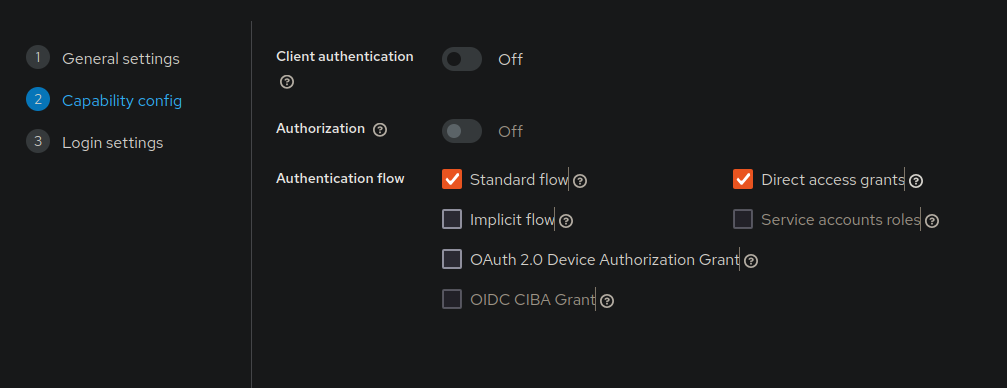 1 General settings
2 Capability config
3 Login settings
Client authentication
Off
Authorization
Off
Authentication flow
Standard flow
Direct access grants
Implicit flow
Service accounts roles
OAuth 2.0 Device Authorization Grant
OIDC CIBA Grant